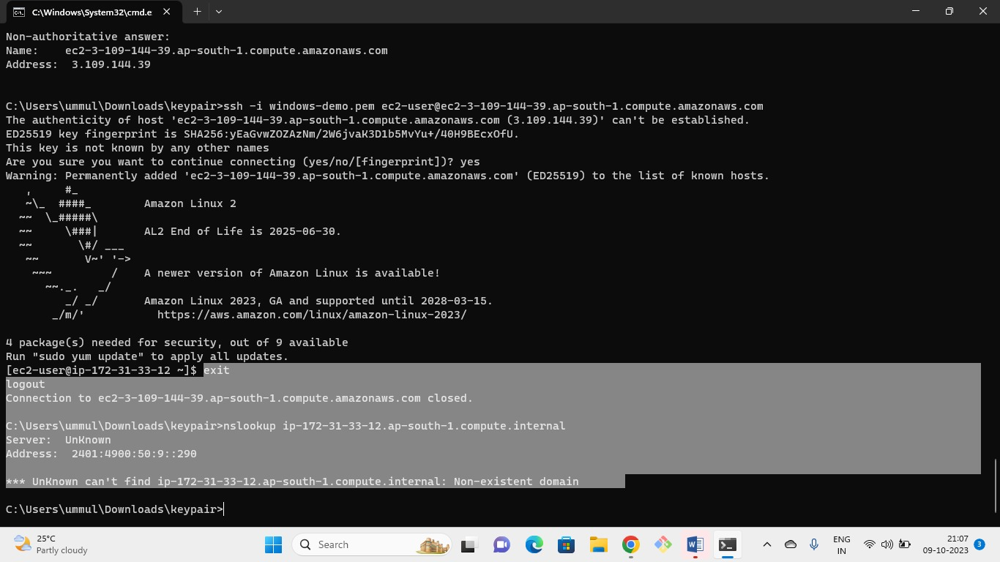 C:\Windows\System32\cmd.e
Non-authoritative answer:
Name:    ec2-3-109-144-39.ap-south-1.compute.amazonaws.com
Address:  3.109.144.39
C:\Users\ummul\Downloads\keypair>ssh -i windows-demo.pem ec2-user@ec2-3-109-144-39.ap-south-1.compute.amazonaws.com
The authenticity of host 'ec2-3-109-144-39.ap-south-1.compute.amazonaws.com (3.109.144.39)' can't be established.
ED25519 key fingerprint is SHA256:yEaGvwZOZAzNm/2W6jvaK3D1b5MvYu+/40H9BEcxOfU.
This key is not known by any other names
Are you sure you want to continue connecting (yes/no/[fingerprint])? yes
Warning: Permanently added 'ec2-3-109-144-39.ap-south-1.compute.amazonaws.com' (ED25519) to the list of known hosts.
   ,     #_
   ~\_  ####_        Amazon Linux 2
  ~~  \_#####\
  ~~     \###|       AL2 End of Life is 2025-06-30.
  ~~       \#/ ___
   ~~       V~' '->
    ~~~         /    A newer version of Amazon Linux is available!
      ~~._.   _/
         _/ _/       Amazon Linux 2023, GA and supported until 2028-03-15.
       _/m/'           https://aws.amazon.com/linux/amazon-linux-2023/
4 package(s) needed for security, out of 9 available
Run "sudo yum update" to apply all updates.
[ec2-user@ip-172-31-33-12 ~]$ exit
logout
Connection to ec2-3-109-144-39.ap-south-1.compute.amazonaws.com closed.
C:\Users\ummul\Downloads\keypair>nslookup ip-172-31-33-12.ap-south-1.compute.internal
Server:  UnKnown
Address:  2401:4900:50:9::290
*** UnKnown can't find ip-172-31-33-12.ap-south-1.compute.internal: Non-existent domain
C:\Users\ummul\Downloads\keypair>
25°C
Partly cloudy
Search
ENG
IN
21:07
09-10-2023
3